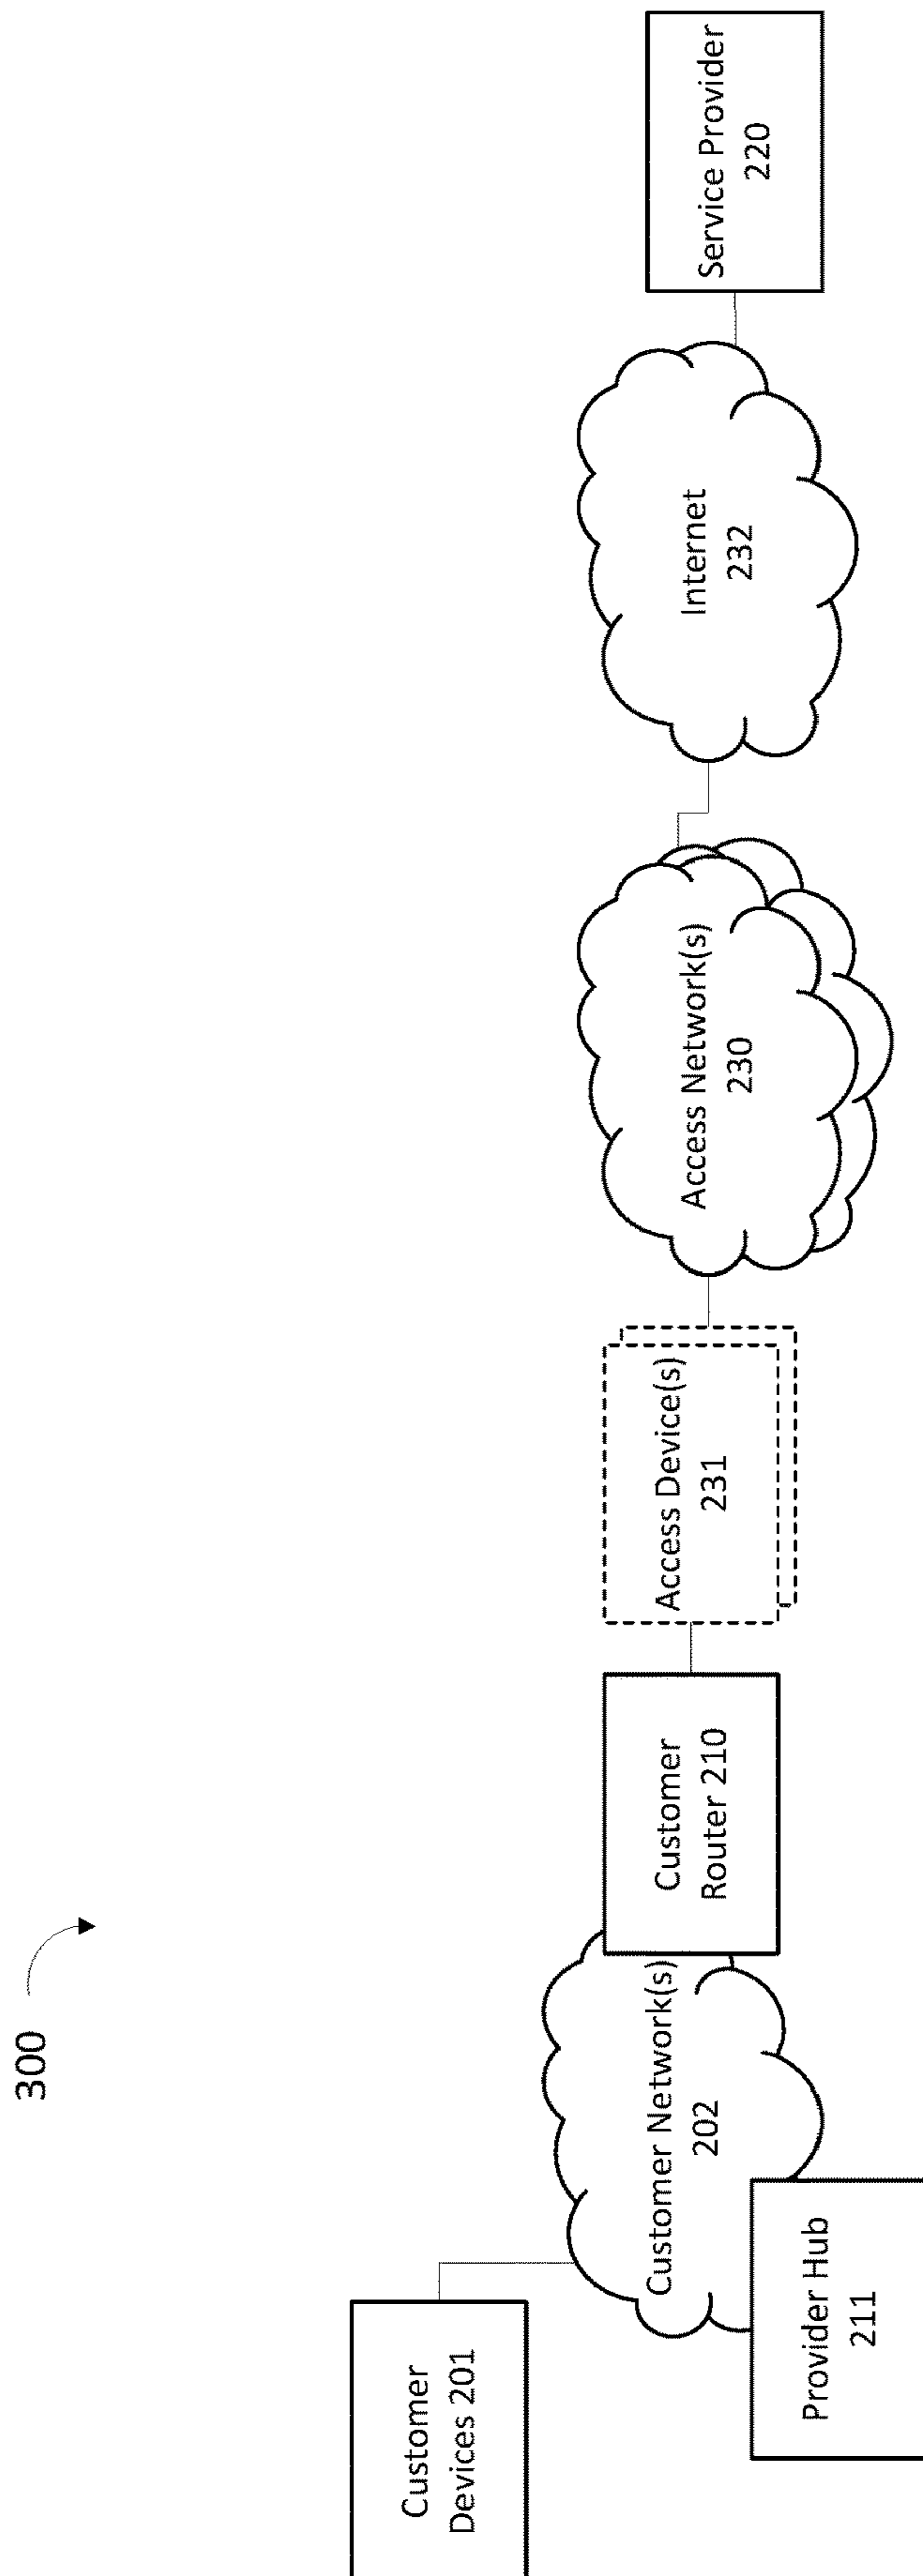 300
Customer
Devices 201
Provider Hub
211
Customer Network(s)
202
Customer
Router 210
Access Device(s)
231
Access Network(s)
230
Internet
232
Service Provider
220